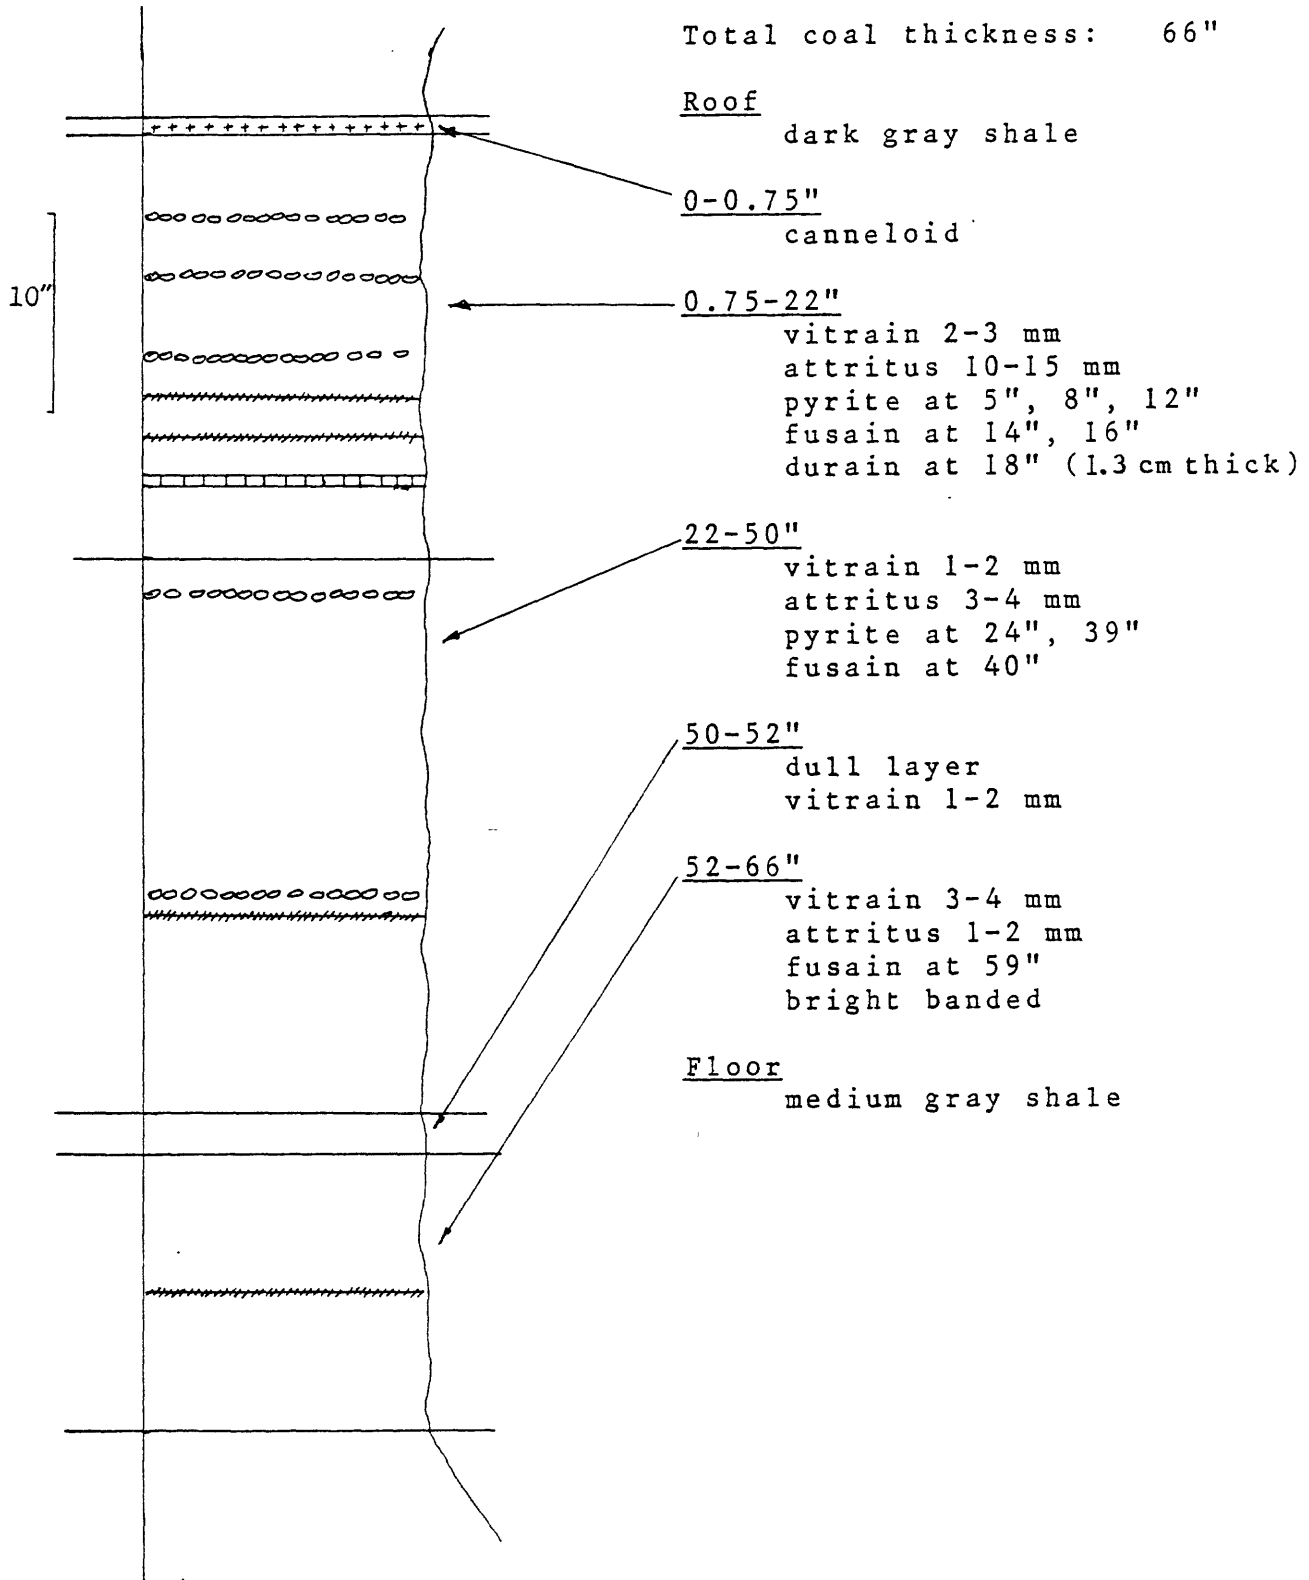 Total coal thickness: 66"
Roof
dark gray shale
0-0.75"
canneloid
10"
0.75-22"
vitrain 2-3 mm
attritus 10-15 mm
pyrite at 5", 8", 12"
fusain at 14", 16"
durain at 18" (1.3 cm thick)
22-50"
vitrain 1-2 mm
attritus 3-4 mm
pyrite at 24", 39"
fusain at 40"
50-52"
dull layer
vitrain 1-2 mm
52-66"
vitrain 3-4 mm
attritus 1-2 mm
fusain at 59"
bright banded
Floor
medium gray shale